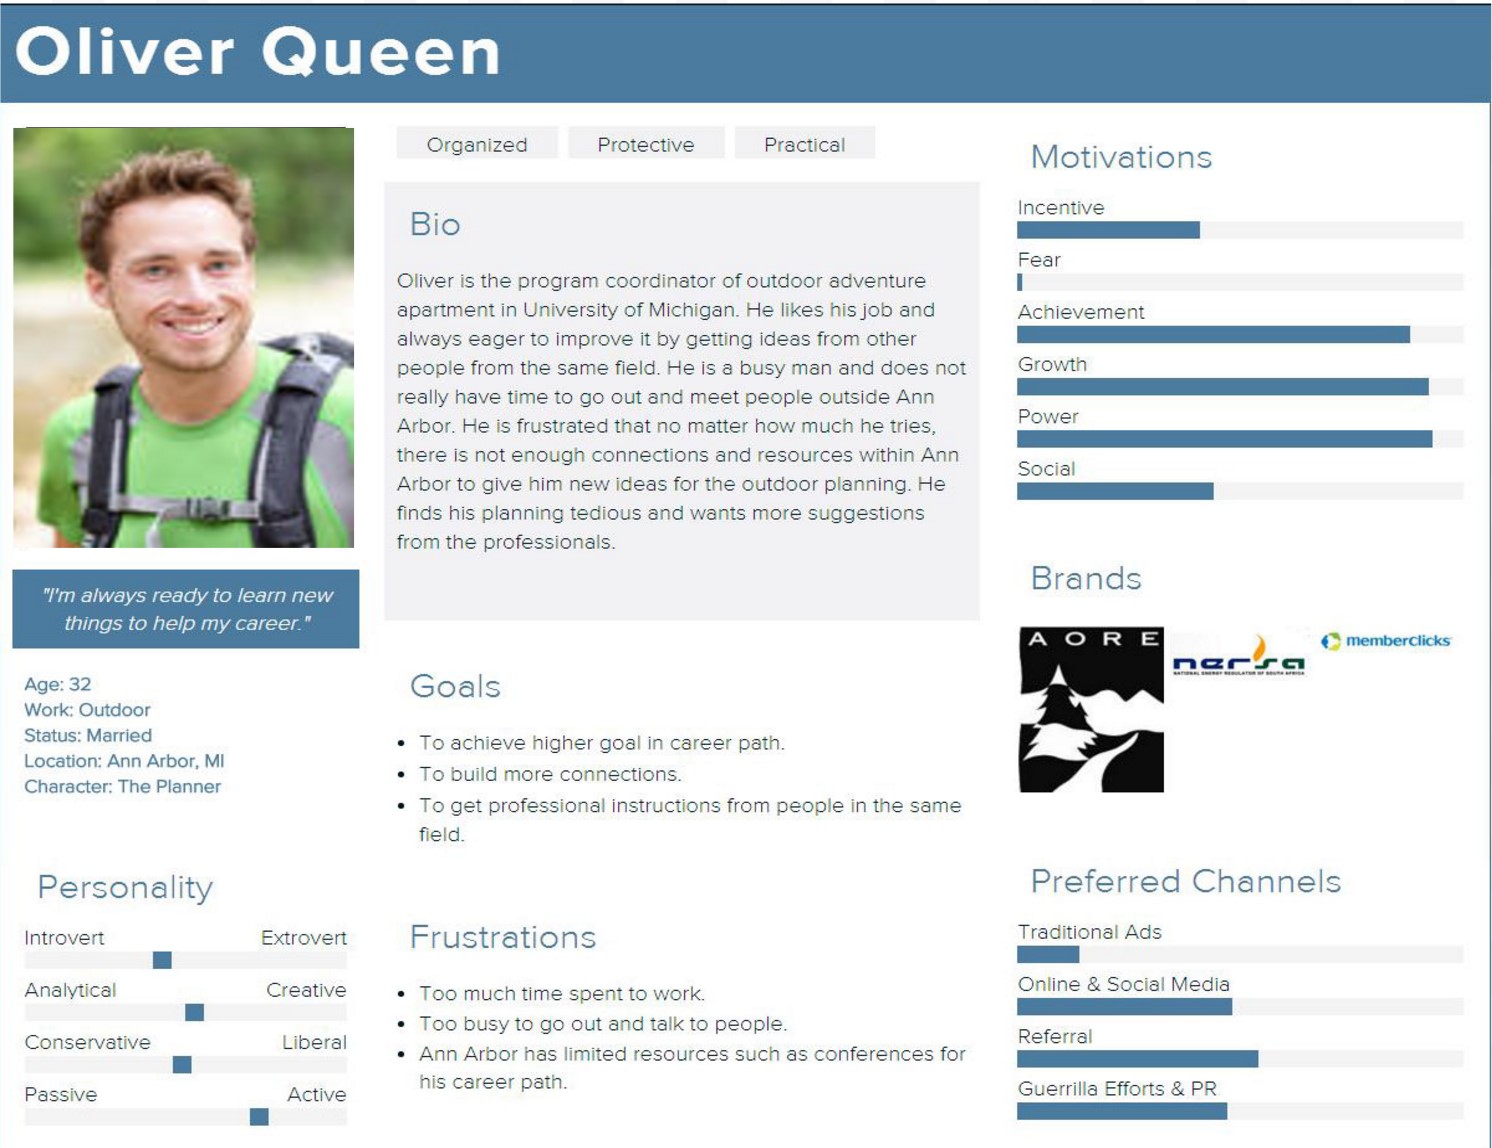 Oliver Queen
"I'm always ready to learn new
things to help my career."
Age: 32
Work: Outdoor
Status: Married
Location: Ann Arbor, MI
Character: The Planner
Personality
Introvert Extrovert
Analytical Creative
Conservative Liberal
Passive Active
Organized Protective Practical
Bio
Oliver is the program coordinator of outdoor adventure
apartment in University of Michigan. He likes his job and
always eager to improve it by getting ideas from other
people from the same field. He is a busy man and does not
really have time to go out and meet people outside Ann
Arbor. He is frustrated that no matter how much he tries,
there is not enough connections and resources within Ann
Arbor to give him new ideas for the outdoor planning. He
finds his planning tedious and wants more suggestions
from the professionals.
Goals
• To achieve higher goal in career path.
• To build more connections.
• To get professional instructions from people in the same
field.
Frustrations
• Too much time spent to work.
• Too busy to go out and talk to people.
• Ann Arbor has limited resources such as conferences for
his career path.
Motivations
Incentive
Fear
Achievement
Growth
Power
Social
Brands
AORE
nersa
NATIONAL ENERGY REGULATOR OF SOUTH AFRICA
memberclicks
Preferred Channels
Traditional Ads
Online & Social Media
Referral
Guerrilla Efforts & PR